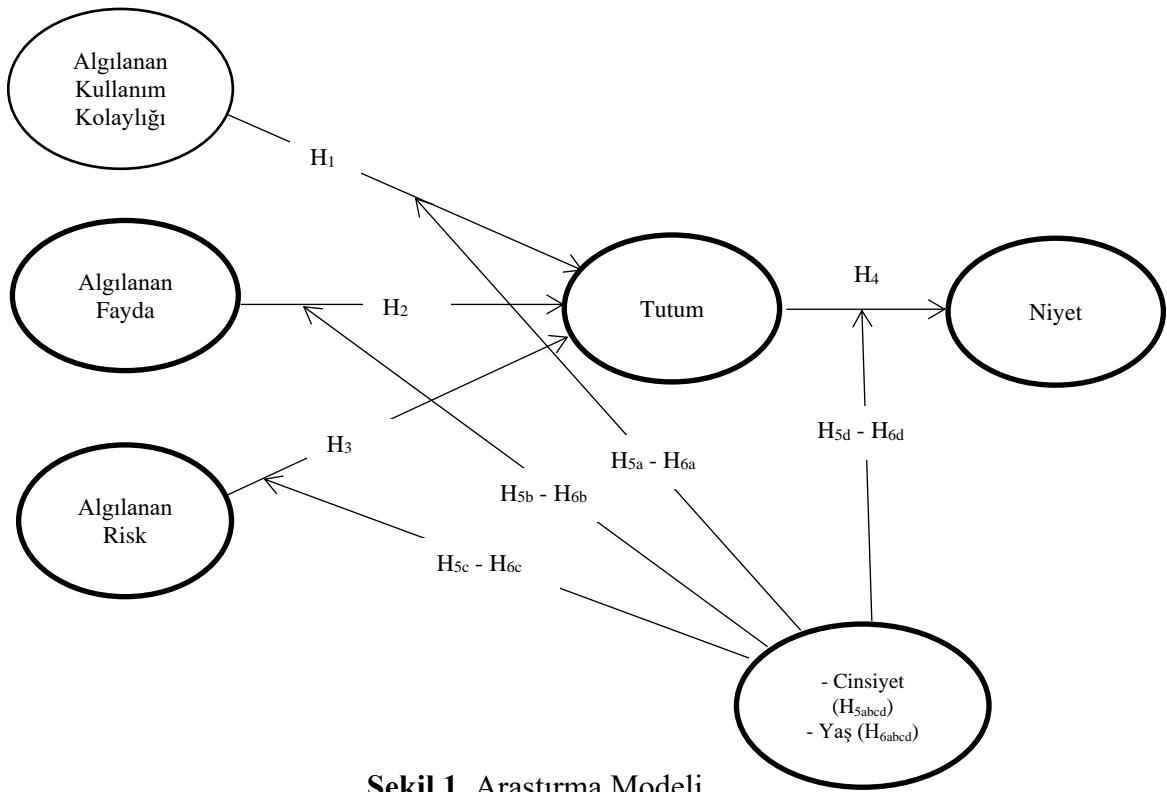 Algılanan
Kullanım
Kolaylığı
H1
Algılanan
Fayda
H2
Tutum
H4
Niyet
H3
Algılanan
Risk
H5a - H6a
H5b - H6b
H5c - H6c
H5d - H6d
- Cinsiyet
(H5abcd)
- Yaş (H6abcd)
Şekil 1. Araştırma Modeli